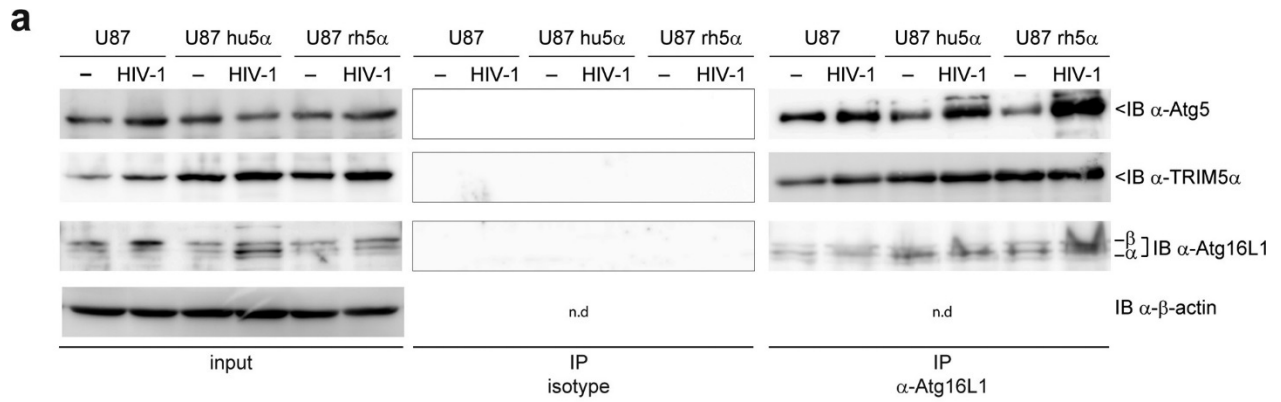 a
U87 U87 hu5α U87 rh5α U87 U87 hu5α U87 rh5α U87 U87 hu5α U87 rh5α
– HIV-1 – HIV-1 – HIV-1 – HIV-1 – HIV-1 – HIV-1 – HIV-1 – HIV-1 – HIV-1
<IB α-Atg5
<IB α-TRIM5α
–β
–α
IB α-Atg16L1
n.d n.d IB α-β-actin
input IP IP
isotype α-Atg16L1